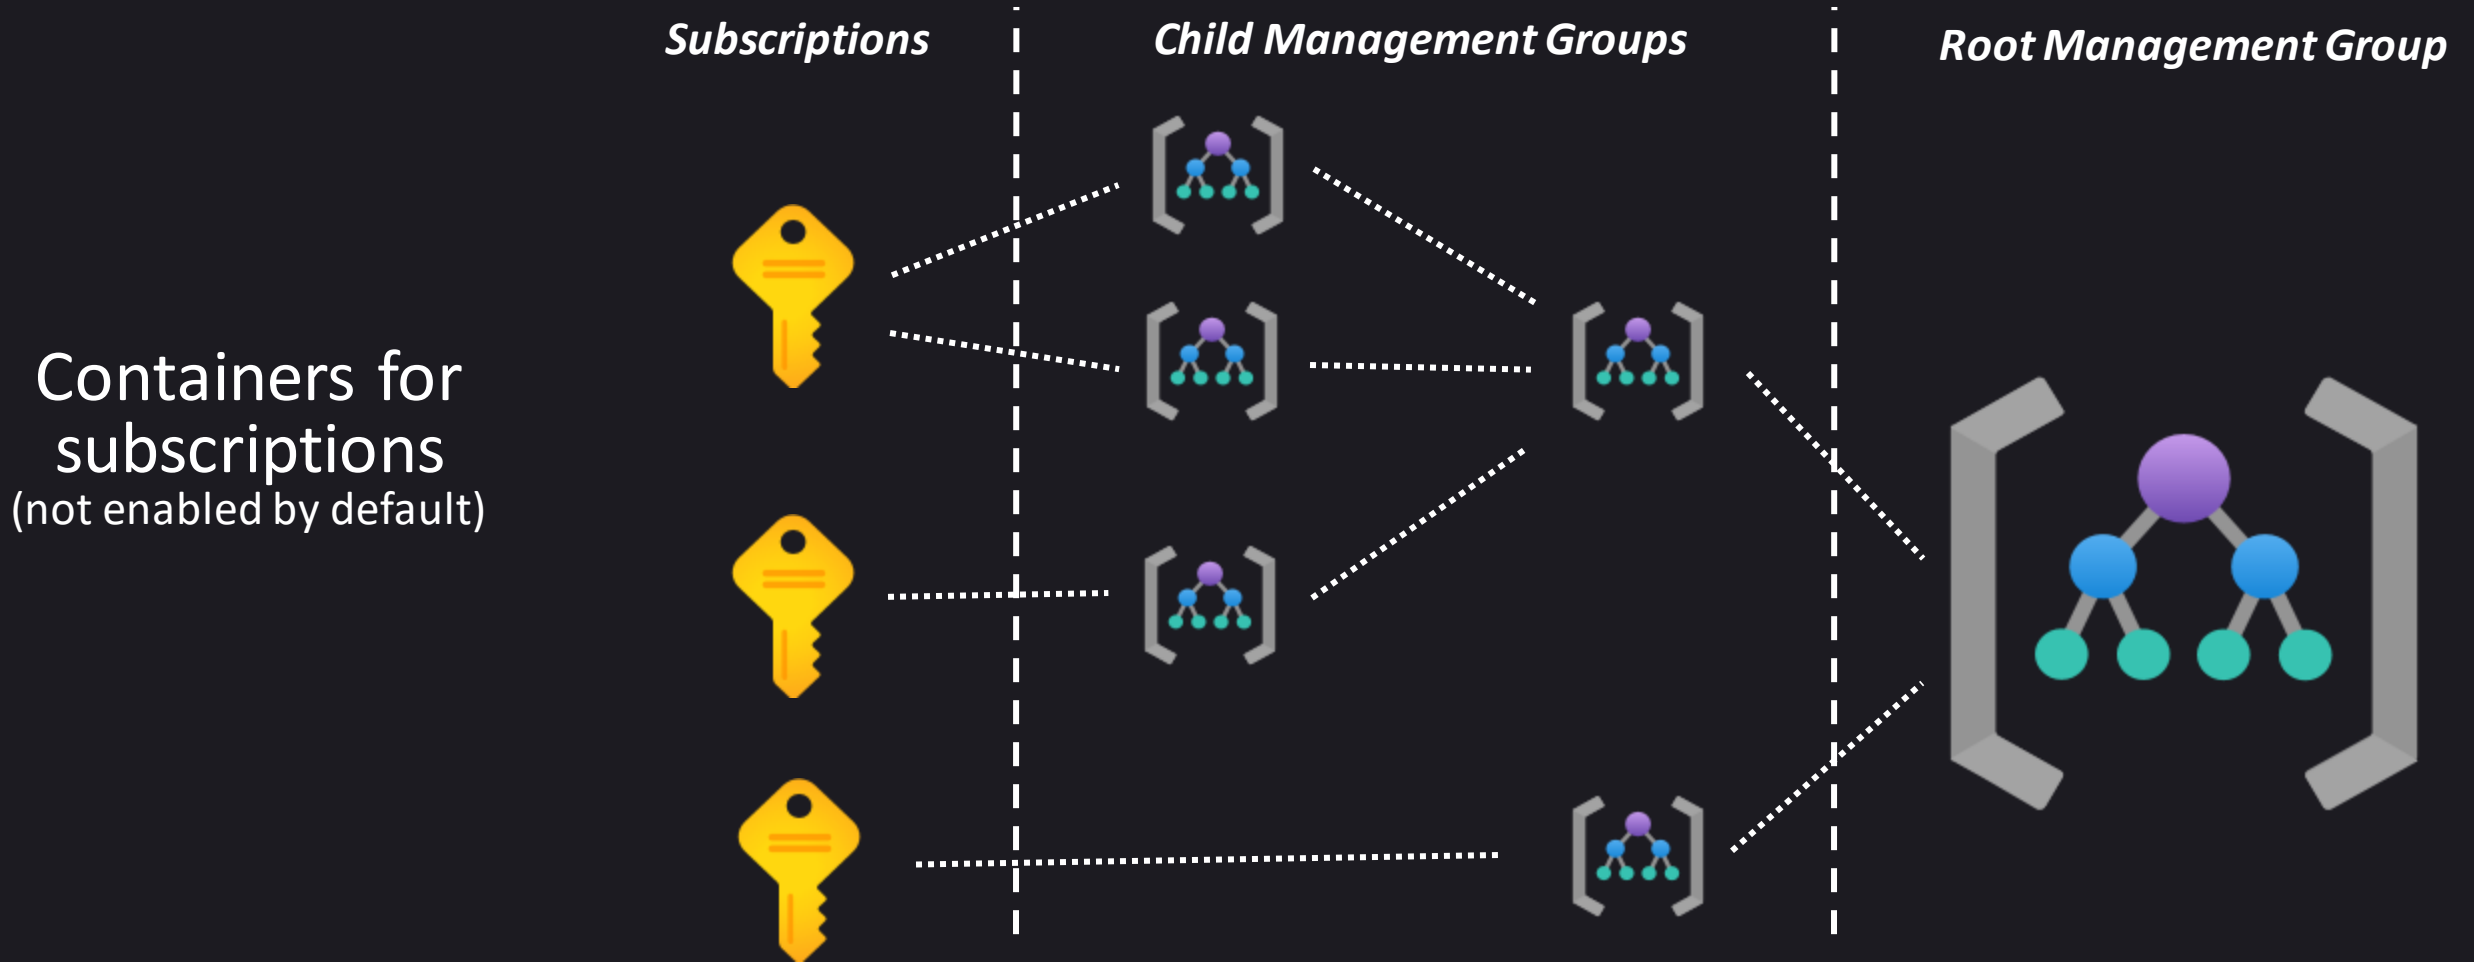 Subscriptions
Child Management Groups
Root Management Group
Containers for
subscriptions
(not enabled by default)